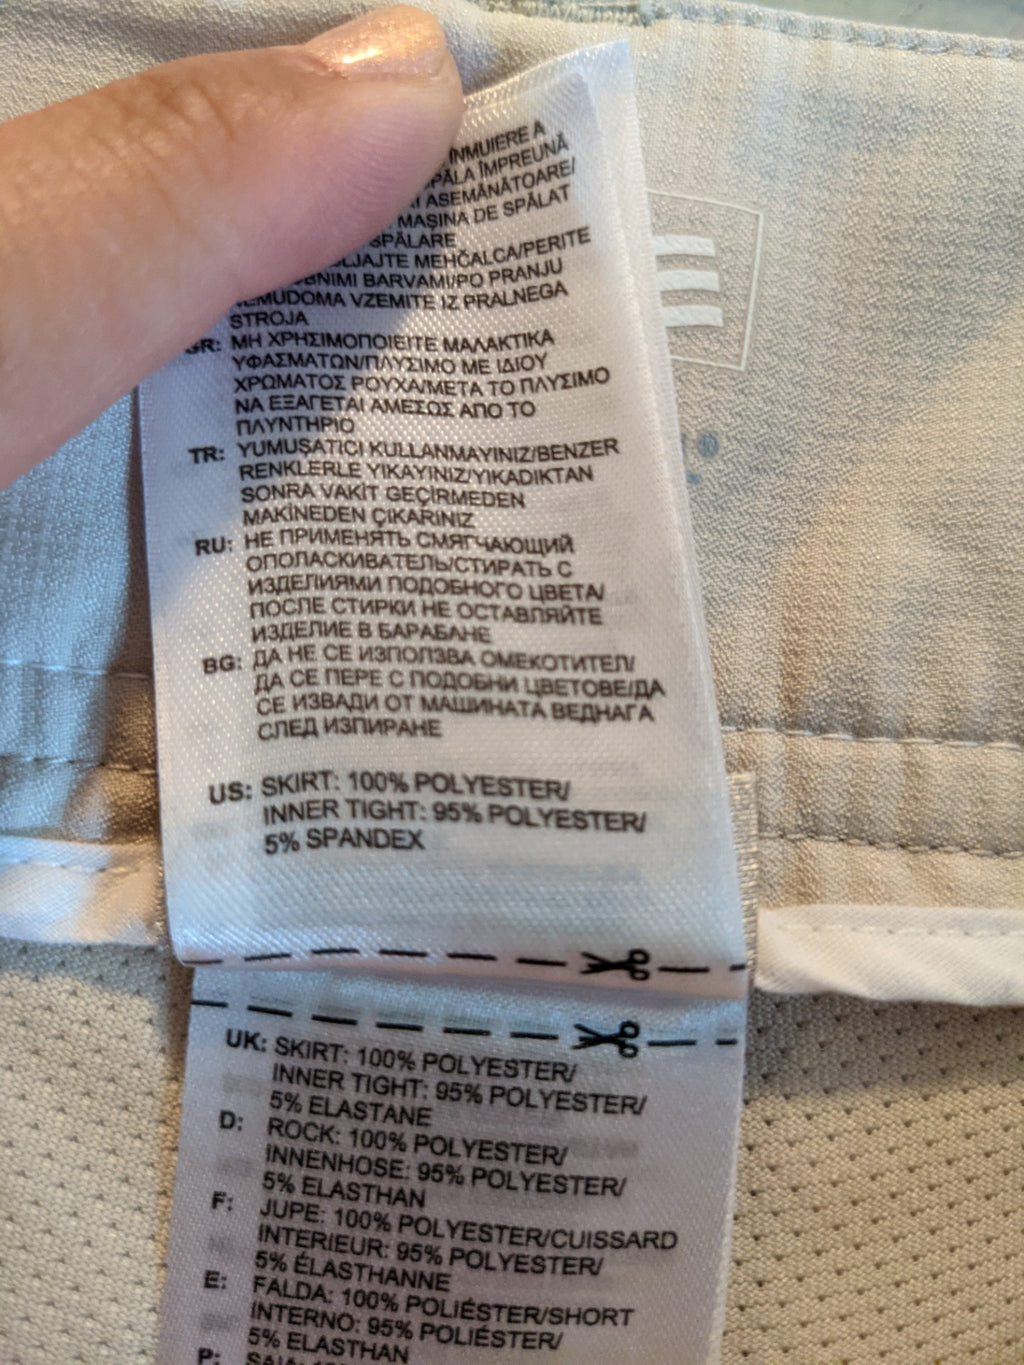 INMUIERE A
ÎMPREUNĂ
ASEMĂNĂTOARE/
MAȘINA DE SPĂLAT
SPĂLARE
MEHČALCA/PERITE
BARVAMI/PO PRANJU
VZEMITE IZ PRALNEGA
STROJA
GR: ΜΗ ΧΡΗΣΙΜΟΠΟΙΕΙΤΕ ΜΑΛΑΚΤΙΚΑ
ΥΦΑΣΜΑΤΩΝ/ΠΛΥΣΙΜΟ ΜΕ ΙΔΙΟΥ
ΧΡΩΜΑΤΟΣ ΡΟΥΧΑ/ΜΕΤΑ ΤΟ ΠΛΥΣΙΜΟ
ΝΑ ΕΞΑΓΕΤΑΙ ΑΜΕΣΩΣ ΑΠΟ ΤΟ
ΠΛΥΝΤΗΡΙΟ
TR: YUMUŞATICI KULLANMAYINIZ/BENZER
RENKLERLE YIKAYINIZ/YIKADIKTAN
SONRA VAKİT GEÇİRMEDEN
MAKİNEDEN ÇIKARINIZ
RU: НЕ ПРИМЕНЯТЬ СМЯГЧАЮЩИЙ
ОПОЛАСКИВАТЕЛЬ/СТИРАТЬ С
ИЗДЕЛИЯМИ ПОДОБНОГО ЦВЕТА/
ПОСЛЕ СТИРКИ НЕ ОСТАВЛЯЙТЕ
ИЗДЕЛИЕ В БАРАБАНЕ
BG: ДА НЕ СЕ ИЗПОЛЗВА ОМЕКОТИТЕЛ/
ДА СЕ ПЕРЕ С ПОДОБНИ ЦВЕТОВЕ/ДА
СЕ ИЗВАДИ ОТ МАШИНАТА ВЕДНАГА
СЛЕД ИЗПИРАНЕ
US: SKIRT: 100% POLYESTER/
INNER TIGHT: 95% POLYESTER/
5% SPANDEX
UK: SKIRT: 100% POLYESTER/
INNER TIGHT: 95% POLYESTER/
5% ELASTANE
D: ROCK: 100% POLYESTER/
INNENHOSE: 95% POLYESTER/
5% ELASTHAN
F: JUPE: 100% POLYESTER/CUISSARD
INTERIEUR: 95% POLYESTER/
5% ÉLASTHANNE
E: FALDA: 100% POLIÉSTER/SHORT
INTERNO: 95% POLIÉSTER/
5% ELASTHAN
P: